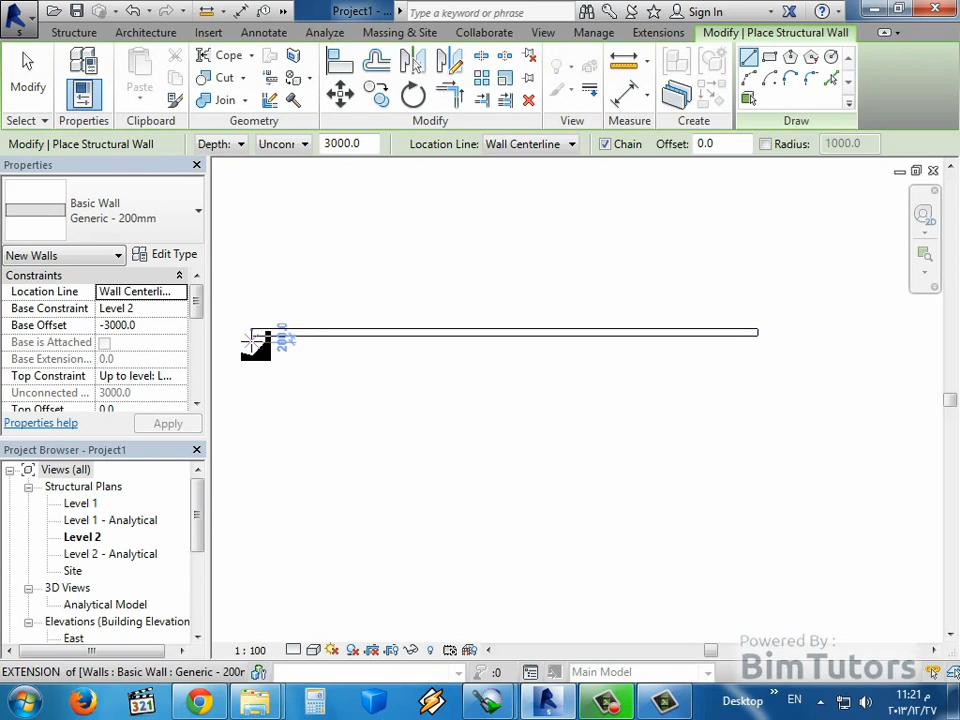 Project1 - ...
Type a keyword or phrase
Sign In
Structure
Architecture
Insert
Annotate
Analyze
Massing & Site
Collaborate
View
Manage
Extensions
Modify | Place Structural Wall
Modify
Paste
Cope
Cut
Join
Select
Properties
Clipboard
Geometry
Modify
View
Measure
Create
Draw
Modify | Place Structural Wall
Depth:
Uncon
3000.0
Location Line:
Wall Centerline
Chain
Offset:
0.0
Radius:
1000.0
Properties
Basic Wall
Generic - 200mm
New Walls
Edit Type
Constraints
Location Line
Wall Centerli...
Base Constraint
Level 2
Base Offset
-3000.0
Base is Attached
Base Extension...
0.0
Top Constraint
Up to level: L...
Unconnected ...
3000.0
Top Offset
0.0
Properties help
Apply
Project Browser - Project1
Views (all)
Structural Plans
Level 1
Level 1 - Analytical
Level 2
Level 2 - Analytical
Site
3D Views
Analytical Model
Elevations (Building Elevation
East
200.0
2D
1 : 100
Powered By :
BimTutors
EXTENSION of [Walls : Basic Wall : Generic - 200r
:0
Main Model
321
Desktop
EN
11:21 م
٢٠١٣/١٢/٢٧